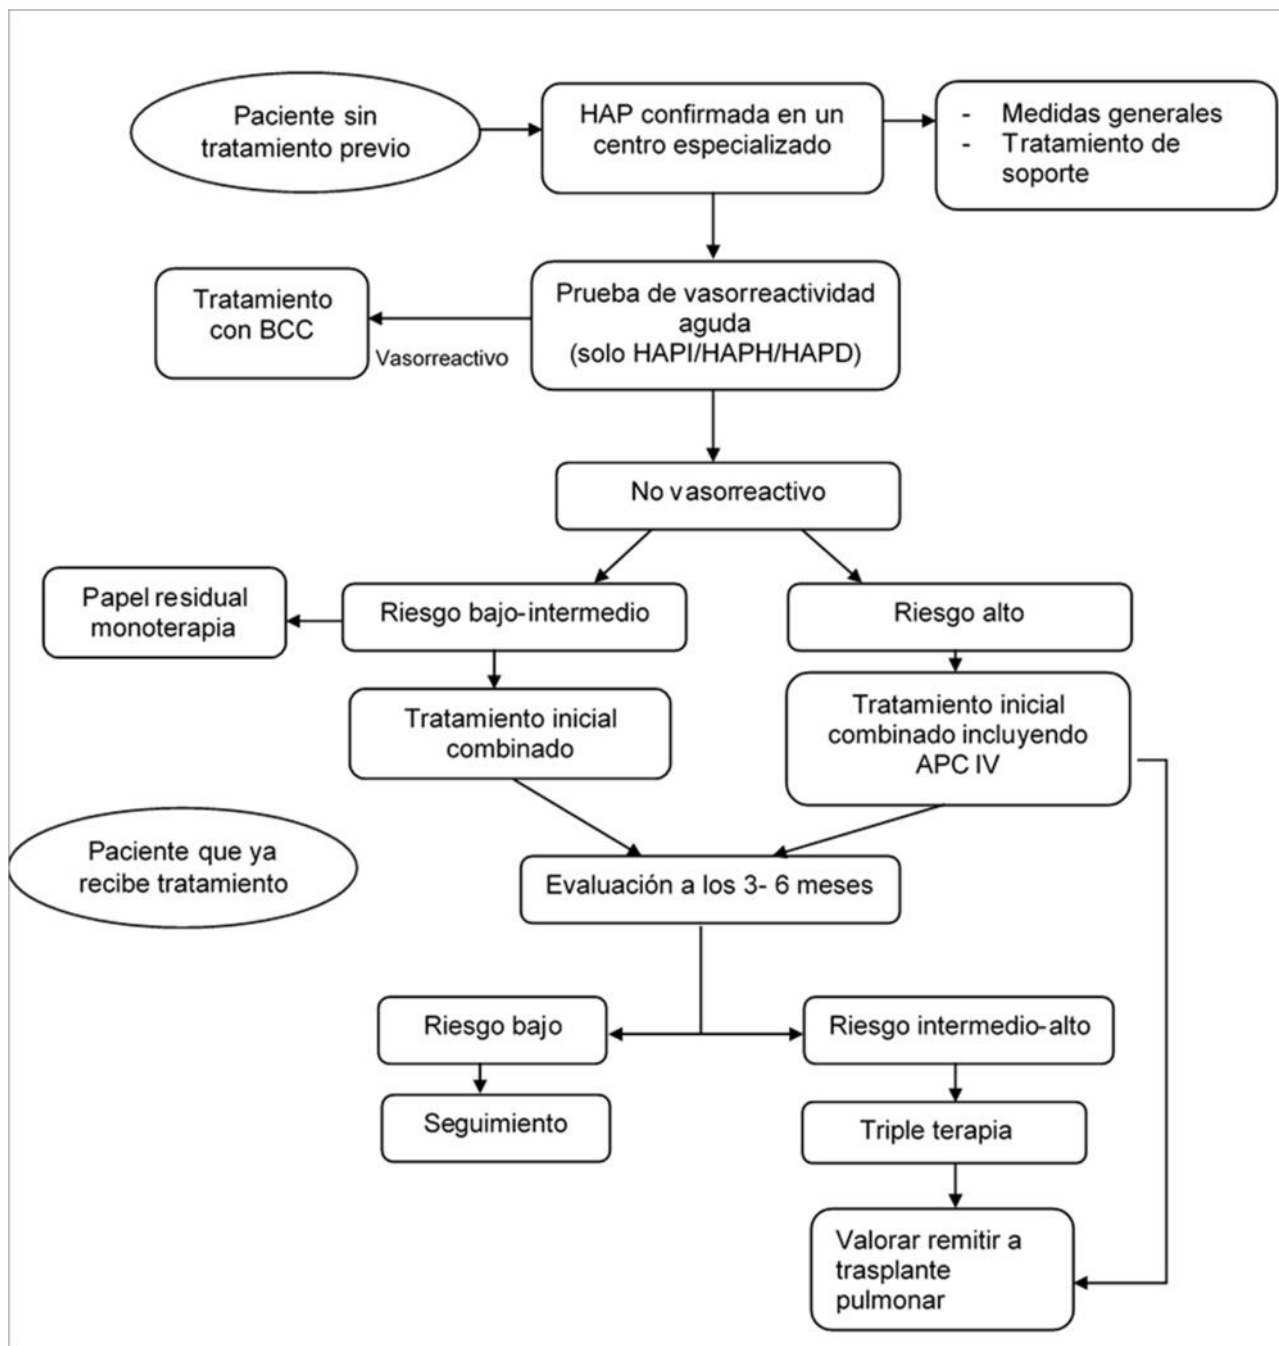 Paciente sin
tratamiento previo
HAP confirmada en un
centro especializado
- Medidas generales
- Tratamiento de
soporte
Tratamiento
con BCC
Vasorreactivo
Prueba de vasorreactividad
aguda
(solo HAPI/HAPH/HAPD)
No vasorreactivo
Papel residual
monoterapia
Riesgo bajo-intermedio
Riesgo alto
Tratamiento inicial
combinado
Tratamiento inicial
combinado incluyendo
APC IV
Paciente que ya
recibe tratamiento
Evaluación a los 3- 6 meses
Riesgo bajo
Riesgo intermedio-alto
Seguimiento
Triple terapia
Valorar remitir a
trasplante
pulmonar